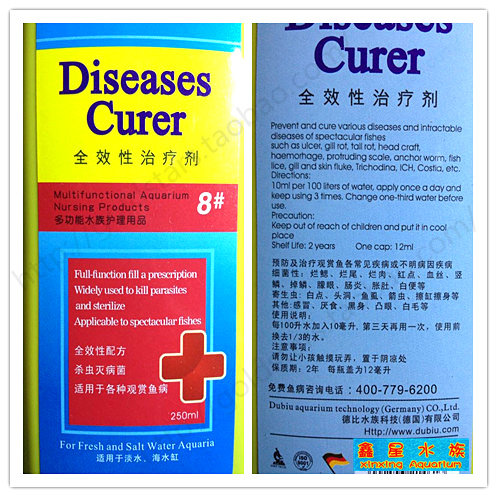 Diseases
Curer
全效性治疗剂
Multifunctional Aquarium
Nursing Products
多功能水族护理用品
8#
Full-function fill a prescription
Widely used to kill parasites
and sterilize
Applicable to spectacular fishes
全效性配方
杀虫灭病菌
适用于各种观赏鱼病
250ml
For Fresh and Salt Water Aquaria
适用于淡水、海水缸
Diseases
Curer
全效性治疗剂
Prevent and cure various diseases and intractable
diseases of spectacular fishes
such as ulcer, gill rot, tail rot, head craft,
haemorhage, protruding scale, anchor worm, fish
lice, gill and skin fluke, Trichodina, ICH, Costia, etc.
Directions:
10ml per 100 liters of water, apply once a day and
keep using 3 times. Change one-third water before
use.
Precaution:
Keep out of reach of children and put it in cool
place
Shelf Life: 2 years One cap: 12ml
预防及治疗观赏鱼各常见疾病或不明病因疾病
细菌性: 烂鳃、烂尾、烂肉、红点、血丝、竖
鳞、掉鳞、朦眼、肠炎、胀肚、白便等
寄生虫: 白点、头洞、鱼虱、箭虫、擦缸擦身等
其他: 感冒、厌食、黑身、凸眼、白毛等
使用说明:
每100升水加入10毫升, 第三天再用一次, 使用前
换去1/3的水。
注意事项:
请勿让小孩触摸玩弄, 置于阴凉处
保质期: 2年 每瓶盖为12毫升
免费鱼病咨询电话: 400-779-6200
Dubiu aquarium technology (Germany) CO., Ltd.
德比水族科技(德国)有限公司
Http://www.dubiu.com
ISO
9001
鑫星水族
xinxing Aquarium